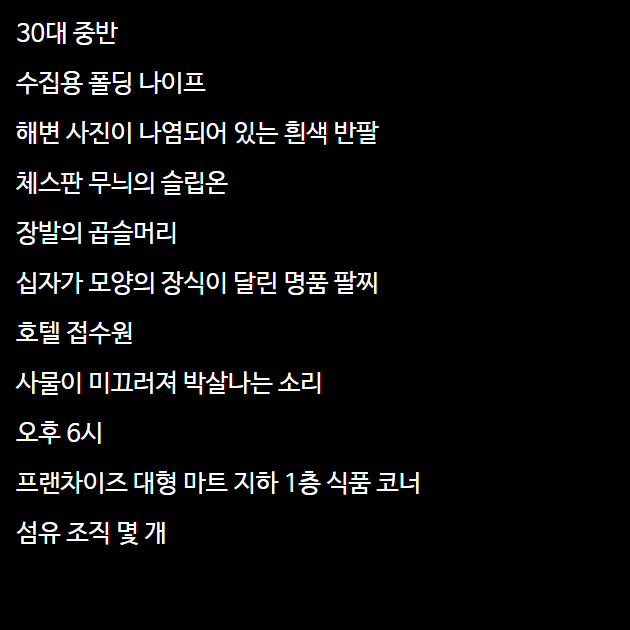 30대 중반
수집용 폴딩 나이프
해변 사진이 나염되어 있는 흰색 반팔
체스판 무늬의 슬립온
장발의 곱슬머리
십자가 모양의 장식이 달린 명품 팔찌
호텔 접수원
사물이 미끄러져 박살나는 소리
오후 6시
프랜차이즈 대형 마트 지하 1층 식품 코너
섬유 조직 몇 개